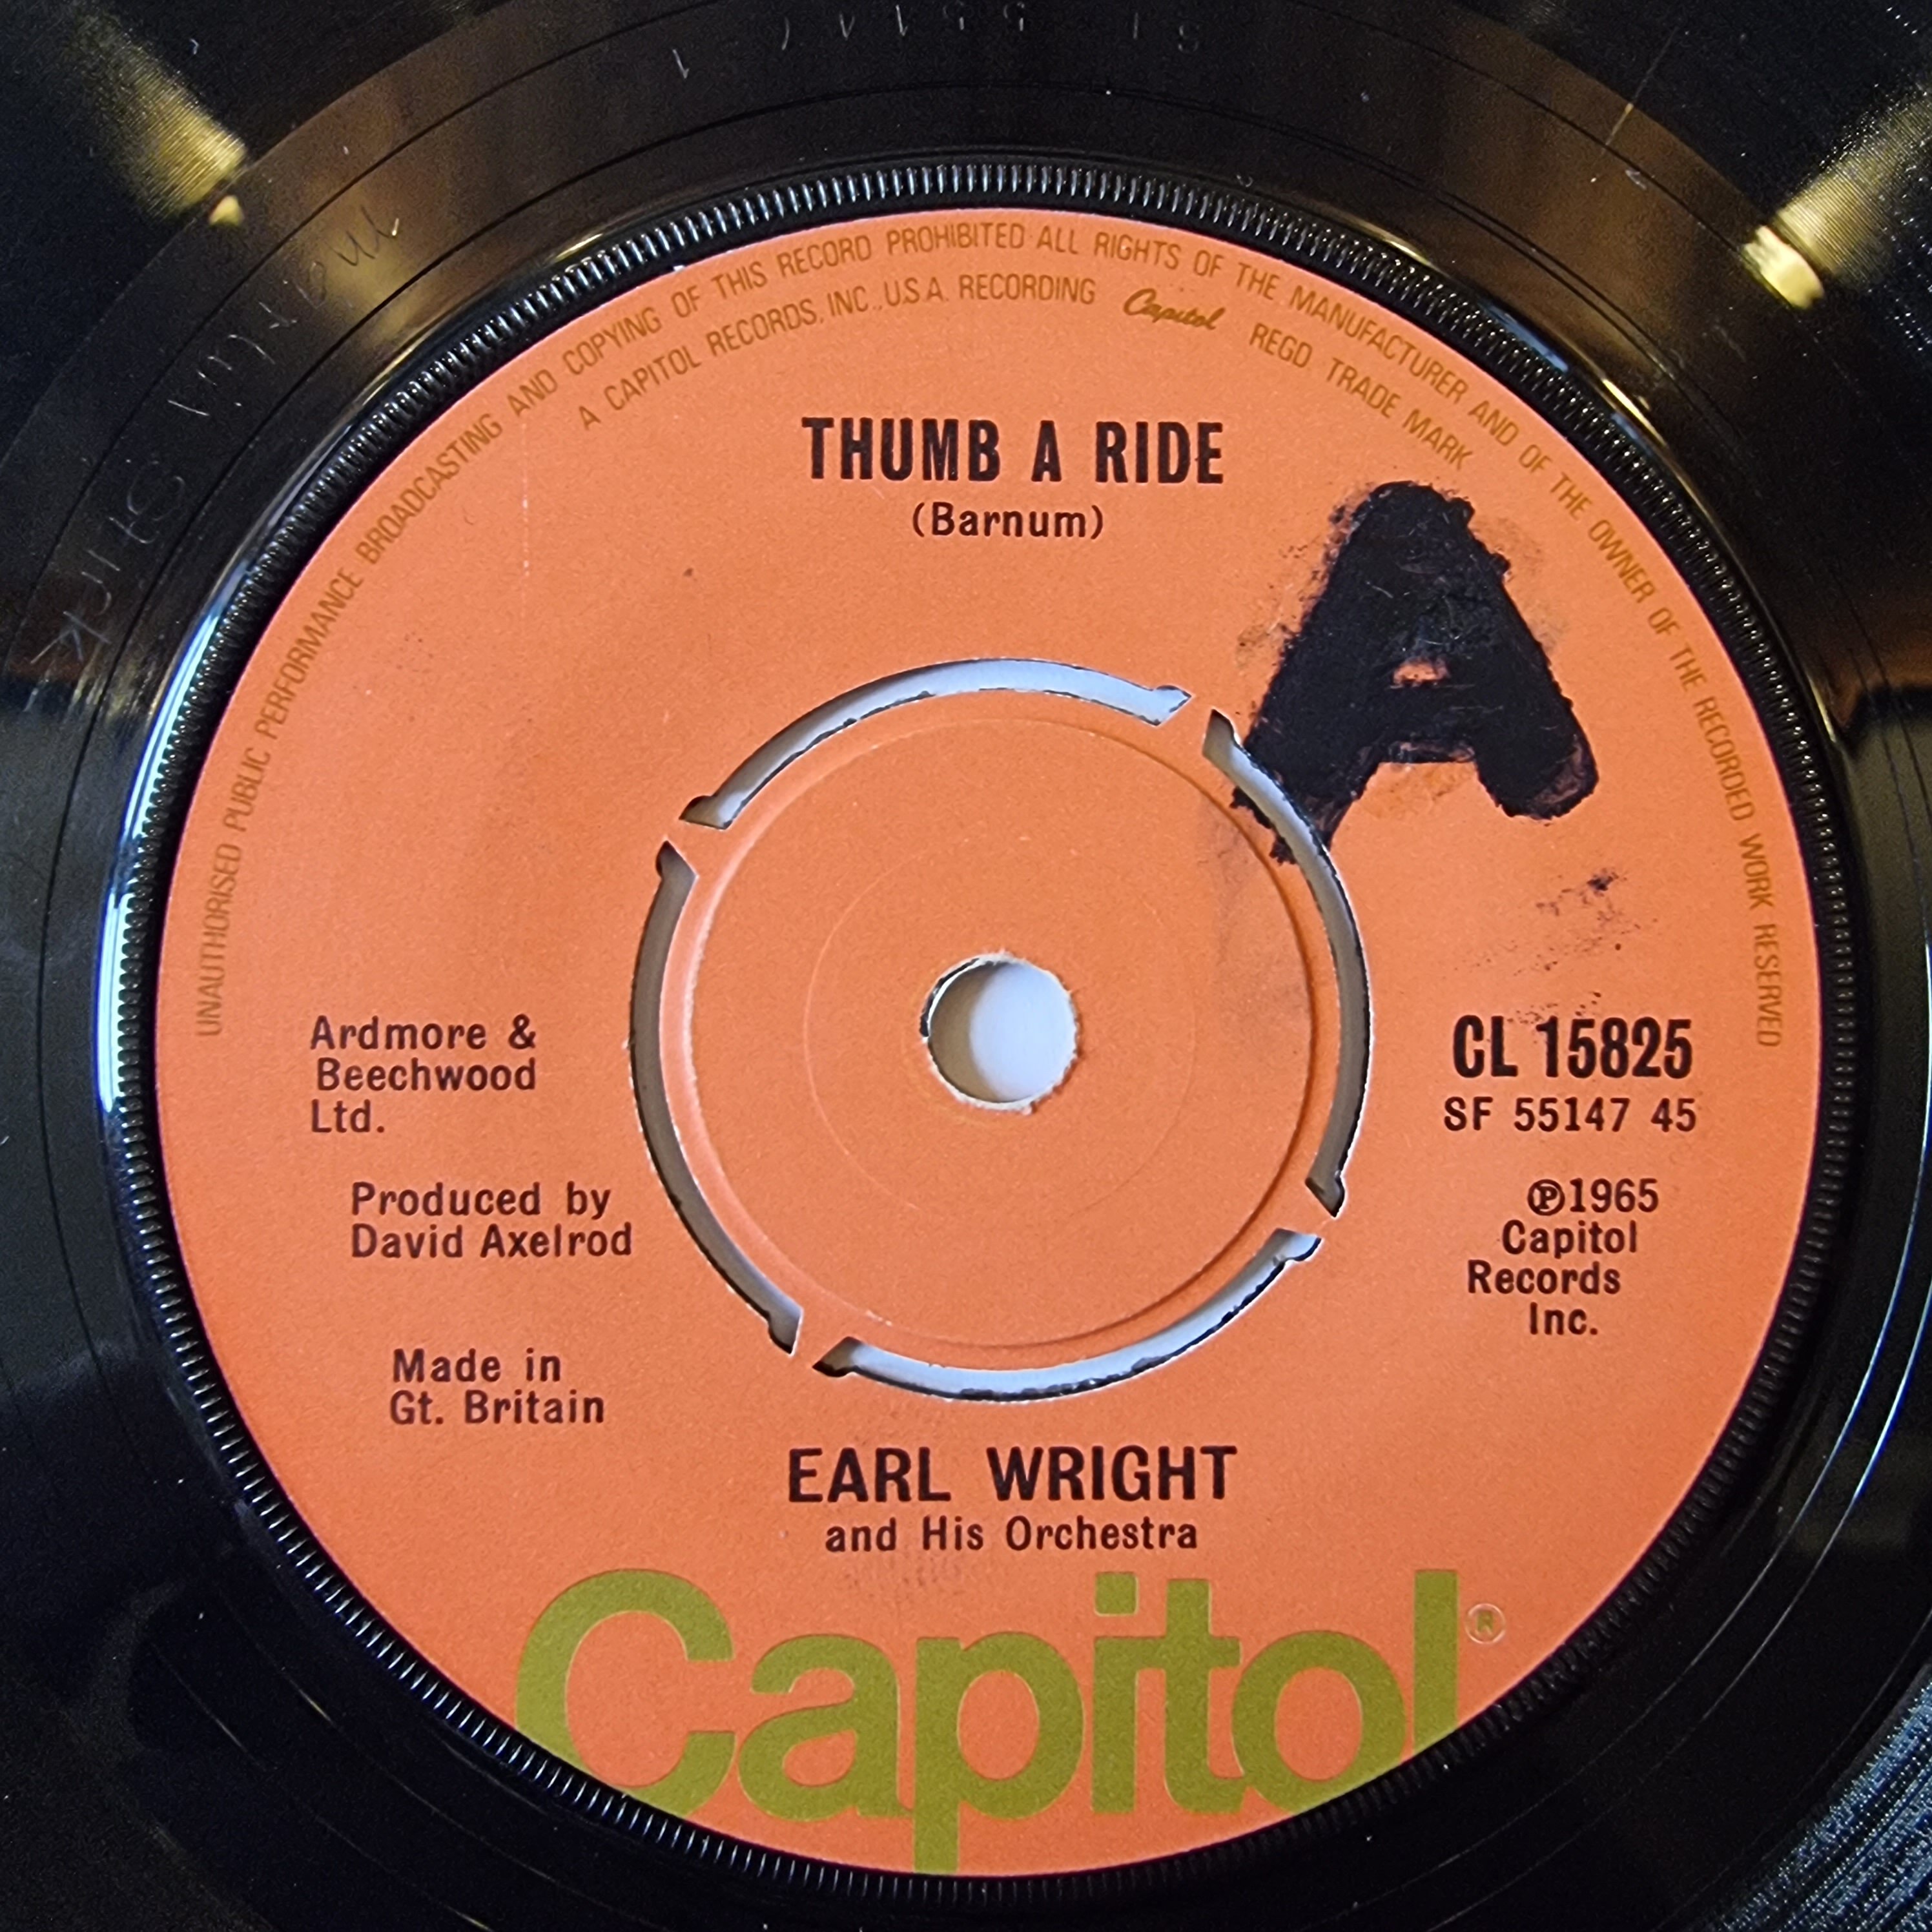 UNAUTHORISED PUBLIC PERFORMANCE BROADCASTING AND COPYING OF THIS RECORD PROHIBITED·ALL RIGHTS OF THE MANUFACTURER AND OF THE OWNER OF THE RECORDED WORK RESERVED
A CAPITOL RECORDS, INC., U.S.A. RECORDING Capitol REGD TRADE MARK
THUMB A RIDE
(Barnum)
A
Ardmore &
Beechwood
Ltd.
Produced by
David Axelrod
Made in
Gt. Britain
CL 15825
SF 55147 45
℗1965
Capitol
Records
Inc.
EARL WRIGHT
and His Orchestra
Capitol®